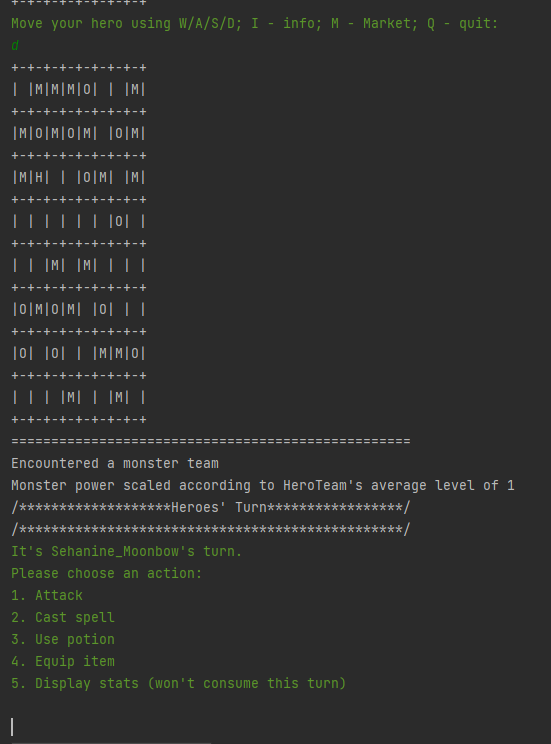 +-+-+-+-+-+-+-+-+
Move your hero using W/A/S/D; I - info; M - Market; Q - quit:
d
+-+-+-+-+-+-+-+-+
| |M|M|M|O| | |M|
+-+-+-+-+-+-+-+-+
|M|O|M|O|M| |O|M|
+-+-+-+-+-+-+-+-+
|M|H| | |O|M| |M|
+-+-+-+-+-+-+-+-+
| | | | | | |O| |
+-+-+-+-+-+-+-+-+
| | |M| |M| | | |
+-+-+-+-+-+-+-+-+
|O|M|O|M| |O| | |
+-+-+-+-+-+-+-+-+
|O| |O| | |M|M|O|
+-+-+-+-+-+-+-+-+
| | | |M| | |M| |
+-+-+-+-+-+-+-+-+
==================================================
Encountered a monster team
Monster power scaled according to HeroTeam's average level of 1
/*******************Heroes' Turn*****************/
/************************************************/
It's Sehanine_Moonbow's turn.
Please choose an action:
1. Attack
2. Cast spell
3. Use potion
4. Equip item
5. Display stats (won't consume this turn)